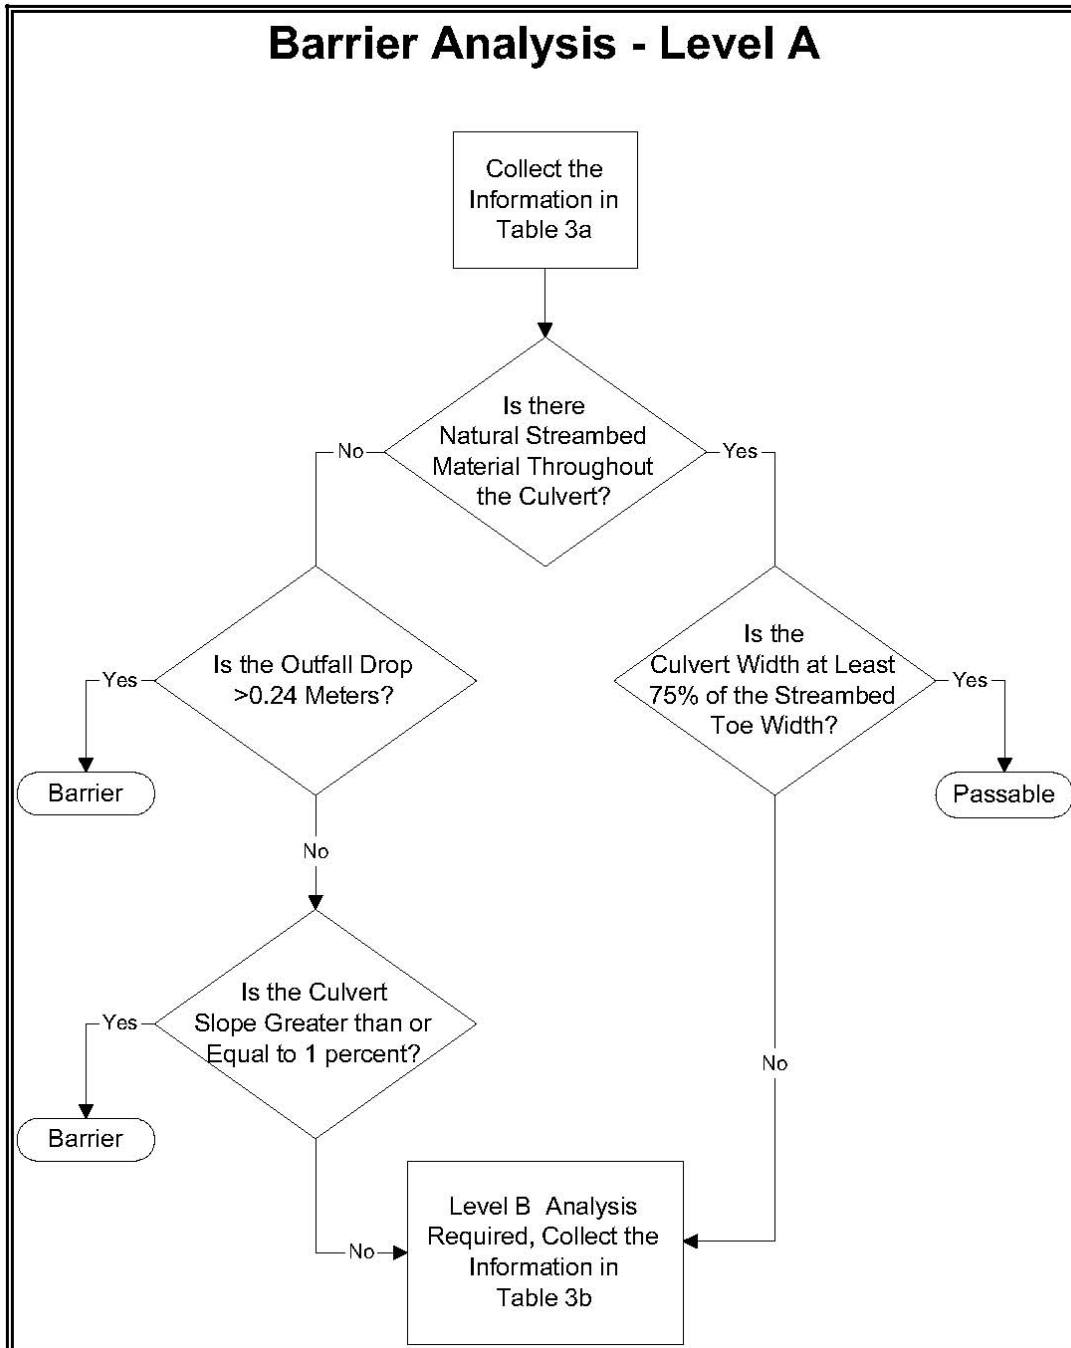 Barrier Analysis - Level A
Collect the
Information in
Table 3a
Is there
Natural Streambed
Material Throughout
the Culvert?
No
Yes
Is the Outfall Drop
>0.24 Meters?
Yes
Barrier
Is the
Culvert Width at Least
75% of the Streambed
Toe Width?
Yes
Passable
No
Is the Culvert
Slope Greater than or
Equal to 1 percent?
Yes
Barrier
No
No
Level B Analysis
Required, Collect the
Information in
Table 3b